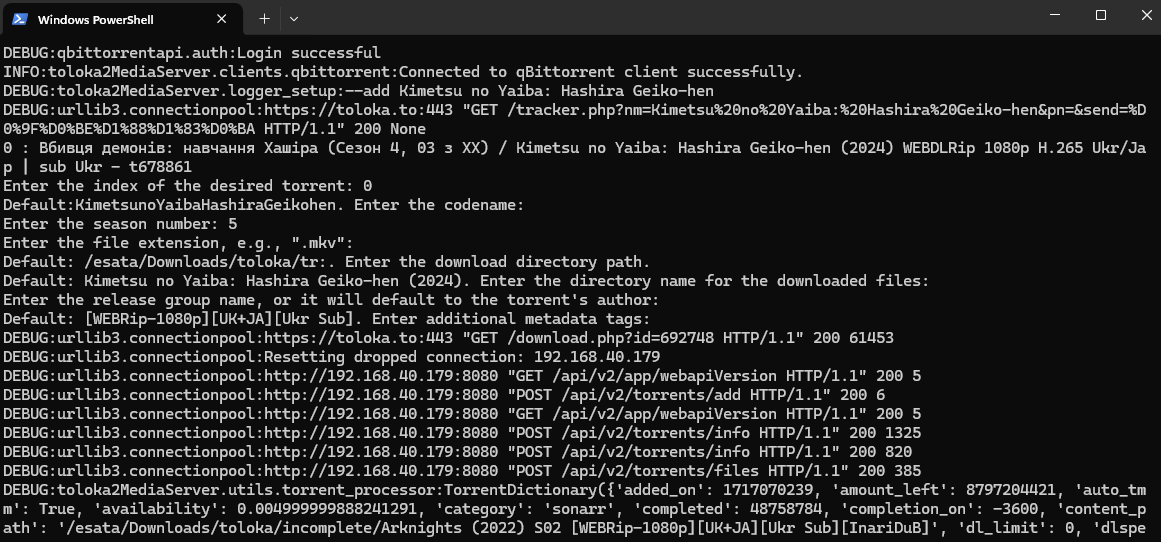 Windows PowerShell
DEBUG:qbittorrentapi.auth:Login successful
INFO:toloka2MediaServer.clients.qbittorrent:Connected to qBittorrent client successfully.
DEBUG:toloka2MediaServer.logger_setup:--add Kimetsu no Yaiba: Hashira Geiko-hen
DEBUG:urllib3.connectionpool:https://toloka.to:443 "GET /tracker.php?nm=Kimetsu%20no%20Yaiba:%20Hashira%20Geiko-hen&pn=&send=%D
0%9F%D0%BE%D1%88%D1%83%D0%BA HTTP/1.1" 200 None
0 : Вбивця демонів: навчання Хашіра (Сезон 4, 03 з XX) / Kimetsu no Yaiba: Hashira Geiko-hen (2024) WEBDLRip 1080p H.265 Ukr/Ja
p | sub Ukr - t678861
Enter the index of the desired torrent: 0
Default:KimetsunoYaibaHashiraGeikohen. Enter the codename:
Enter the season number: 5
Enter the file extension, e.g., ".mkv":
Default: /esata/Downloads/toloka/tr:. Enter the download directory path.
Default: Kimetsu no Yaiba: Hashira Geiko-hen (2024). Enter the directory name for the downloaded files:
Enter the release group name, or it will default to the torrent's author:
Default: [WEBRip-1080p][UK+JA][Ukr Sub]. Enter additional metadata tags:
DEBUG:urllib3.connectionpool:https://toloka.to:443 "GET /download.php?id=692748 HTTP/1.1" 200 61453
DEBUG:urllib3.connectionpool:Resetting dropped connection: 192.168.40.179
DEBUG:urllib3.connectionpool:http://192.168.40.179:8080 "GET /api/v2/app/webapiVersion HTTP/1.1" 200 5
DEBUG:urllib3.connectionpool:http://192.168.40.179:8080 "POST /api/v2/torrents/add HTTP/1.1" 200 6
DEBUG:urllib3.connectionpool:http://192.168.40.179:8080 "GET /api/v2/app/webapiVersion HTTP/1.1" 200 5
DEBUG:urllib3.connectionpool:http://192.168.40.179:8080 "POST /api/v2/torrents/info HTTP/1.1" 200 1325
DEBUG:urllib3.connectionpool:http://192.168.40.179:8080 "POST /api/v2/torrents/info HTTP/1.1" 200 820
DEBUG:urllib3.connectionpool:http://192.168.40.179:8080 "POST /api/v2/torrents/files HTTP/1.1" 200 385
DEBUG:toloka2MediaServer.utils.torrent_processor:TorrentDictionary({'added_on': 1717070239, 'amount_left': 8797204421, 'auto_tm
m': True, 'availability': 0.004999999888241291, 'category': 'sonarr', 'completed': 48758784, 'completion_on': -3600, 'content_p
ath': '/esata/Downloads/toloka/incomplete/Arknights (2022) S02 [WEBRip-1080p][UK+JA][Ukr Sub][InariDuB]', 'dl_limit': 0, 'dlspe